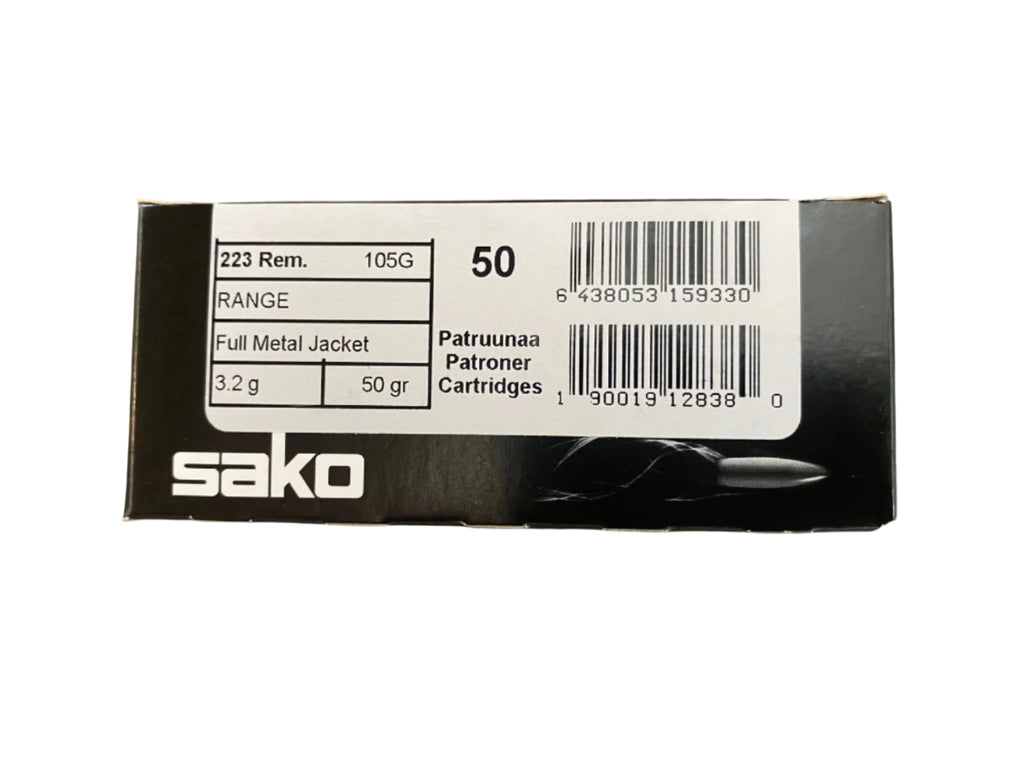 223 Rem. 105G
RANGE
Full Metal Jacket
3.2 g 50 gr
50
Patruunaa
Patroner
Cartridges
6 438053 159330
1 90019 12838 0
sako